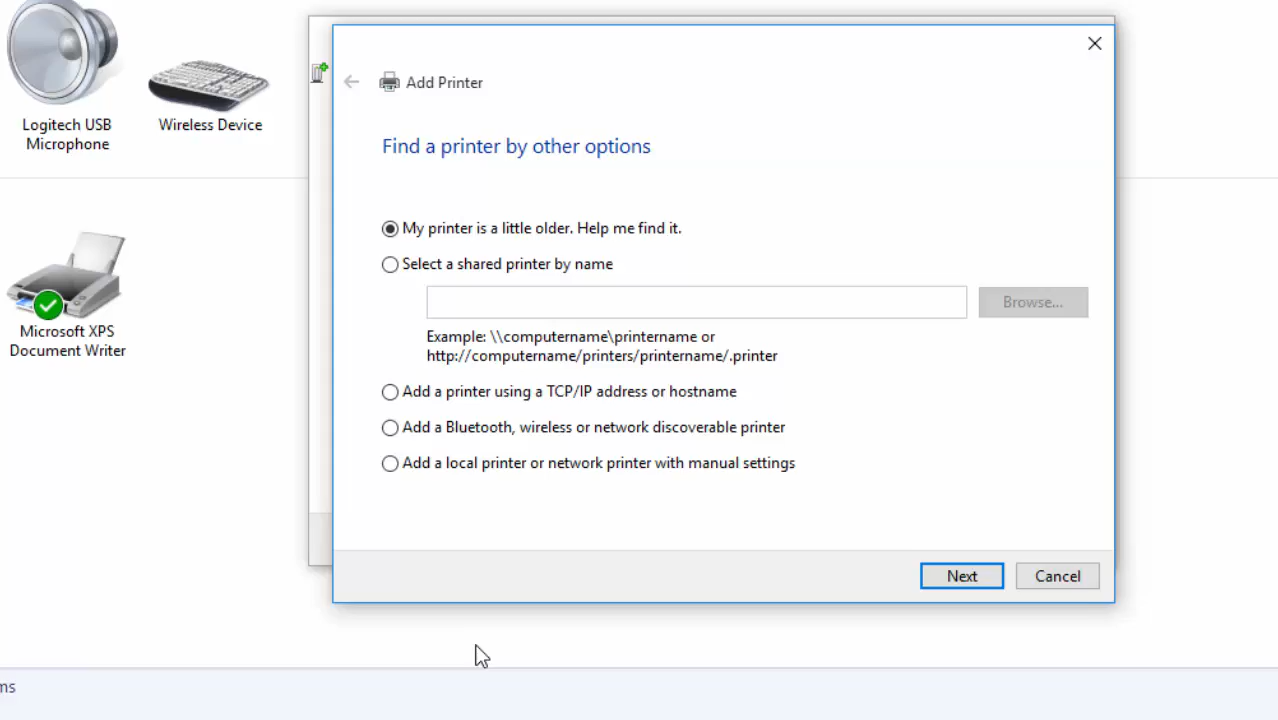 Logitech USB
Microphone
Wireless Device
Microsoft XPS
Document Writer
Add Printer
Find a printer by other options
My printer is a little older. Help me find it.
Select a shared printer by name
Browse...
Example: \\computername\printername or
http://computername/printers/printername/.printer
Add a printer using a TCP/IP address or hostname
Add a Bluetooth, wireless or network discoverable printer
Add a local printer or network printer with manual settings
Next
Cancel
ms